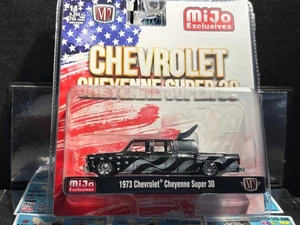 M2
MiJo
Exclusives
CHEVROLET
CHEYENNE SUPER 30
MiJo
Exclusives
1973 Chevrolet® Cheyenne Super 30
M2